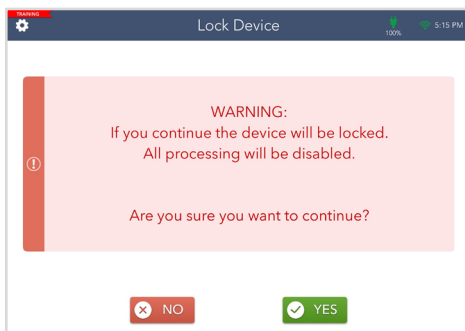 TRAINING
Lock Device
100%
5:15 PM
WARNING:
If you continue the device will be locked.
All processing will be disabled.
Are you sure you want to continue?
NO
YES